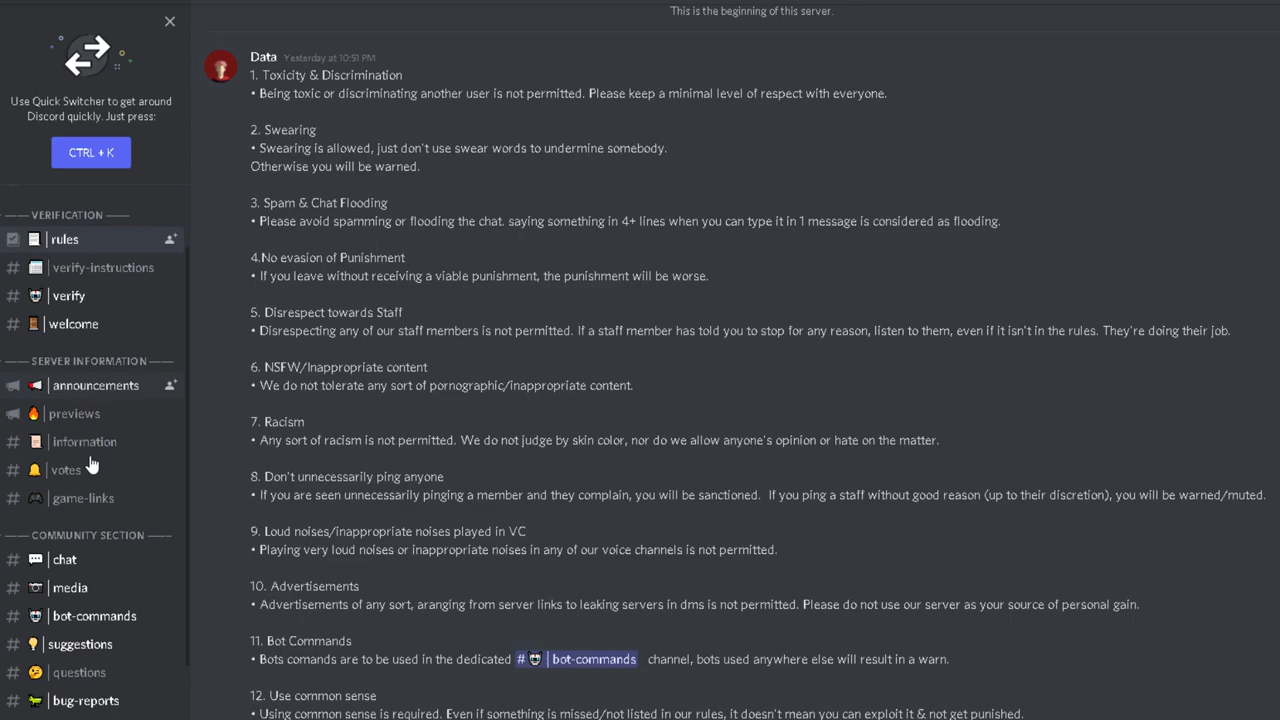 Use Quick Switcher to get around
Discord quickly. Just press:
CTRL + K
VERIFICATION
rules
verify-instructions
verify
welcome
SERVER INFORMATION
announcements
previews
information
votes
game-links
COMMUNITY SECTION
chat
media
bot-commands
suggestions
questions
bug-reports
This is the beginning of this server.
Data Yesterday at 10:51 PM
1. Toxicity & Discrimination
• Being toxic or discriminating another user is not permitted. Please keep a minimal level of respect with everyone.
2. Swearing
• Swearing is allowed, just don't use swear words to undermine somebody.
Otherwise you will be warned.
3. Spam & Chat Flooding
• Please avoid spamming or flooding the chat. saying something in 4+ lines when you can type it in 1 message is considered as flooding.
4.No evasion of Punishment
• If you leave without receiving a viable punishment, the punishment will be worse.
5. Disrespect towards Staff
• Disrespecting any of our staff members is not permitted. If a staff member has told you to stop for any reason, listen to them, even if it isn't in the rules. They're doing their job.
6. NSFW/Inappropriate content
• We do not tolerate any sort of pornographic/inappropriate content.
7. Racism
• Any sort of racism is not permitted. We do not judge by skin color, nor do we allow anyone's opinion or hate on the matter.
8. Don't unnecessarily ping anyone
• If you are seen unnecessarily pinging a member and they complain, you will be sanctioned. If you ping a staff without good reason (up to their discretion), you will be warned/muted.
9. Loud noises/inappropriate noises played in VC
• Playing very loud noises or inappropriate noises in any of our voice channels is not permitted.
10. Advertisements
• Advertisements of any sort, aranging from server links to leaking servers in dms is not permitted. Please do not use our server as your source of personal gain.
11. Bot Commands
• Bots comands are to be used in the dedicated # | bot-commands channel, bots used anywhere else will result in a warn.
12. Use common sense
• Using common sense is required. Even if something is missed/not listed in our rules, it doesn't mean you can exploit it & not get punished.